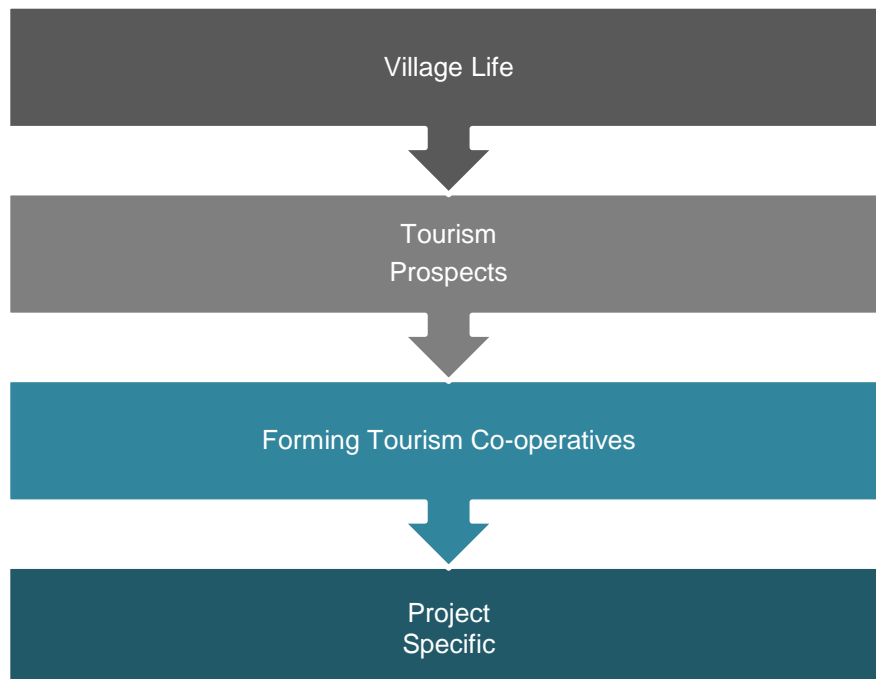 Village Life
Tourism
Prospects
Forming Tourism Co-operatives
Project
Specific